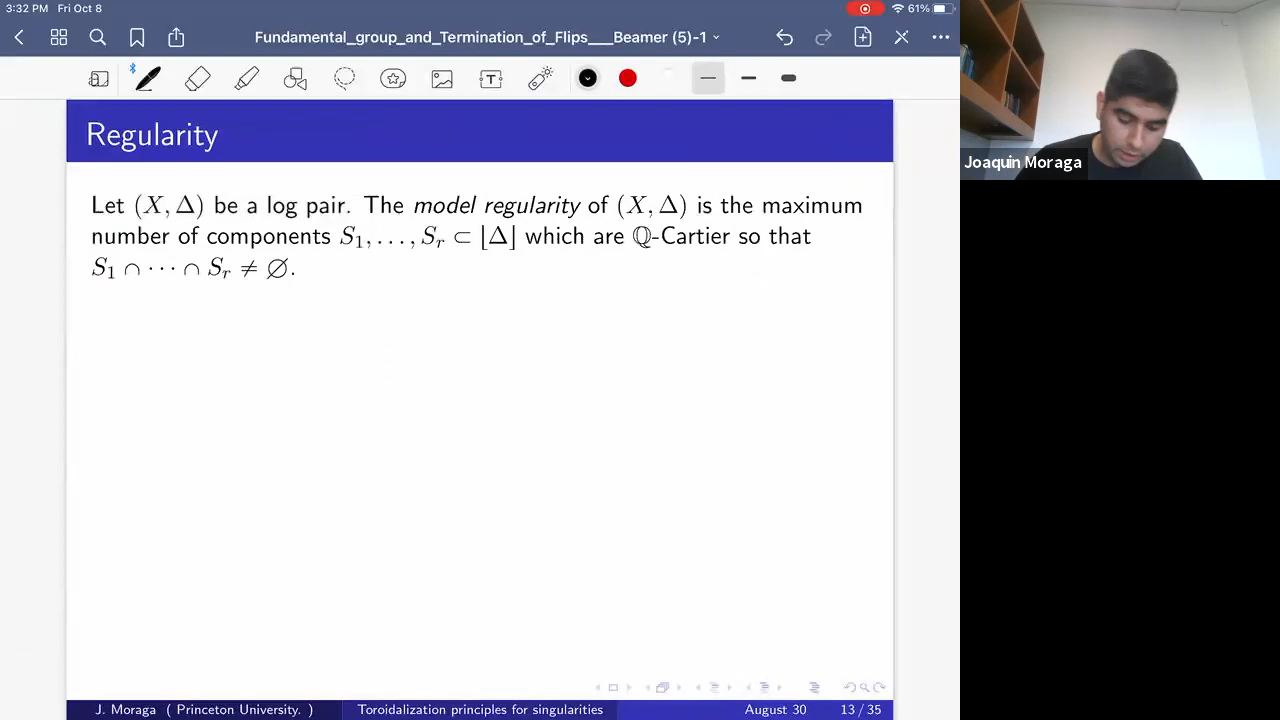 3:32 PM Fri Oct 8
61%
Fundamental_group_and_Termination_of_Flips___Beamer (5)-1
T
Joaquin Moraga
Regularity
Let (X, Δ) be a log pair. The model regularity of (X, Δ) is the maximum
number of components S₁, . . . , Sᵣ ⊂ ⌊Δ⌋ which are ℚ-Cartier so that
S₁ ∩ · · · ∩ Sᵣ ≠ ∅.
J. Moraga ( Princeton University. )
Toroidalization principles for singularities
August 30
13 / 35